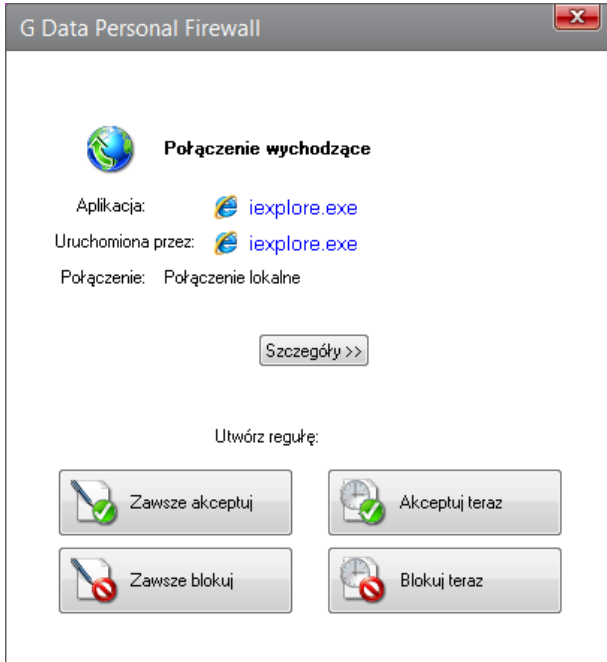 G Data Personal Firewall
Połączenie wychodzące
Aplikacja: iexplore.exe
Uruchomiona przez: iexplore.exe
Połączenie: Połączenie lokalne
Szczegóły >>
Utwórz regułę:
Zawsze akceptuj Akceptuj teraz
Zawsze blokuj Blokuj teraz